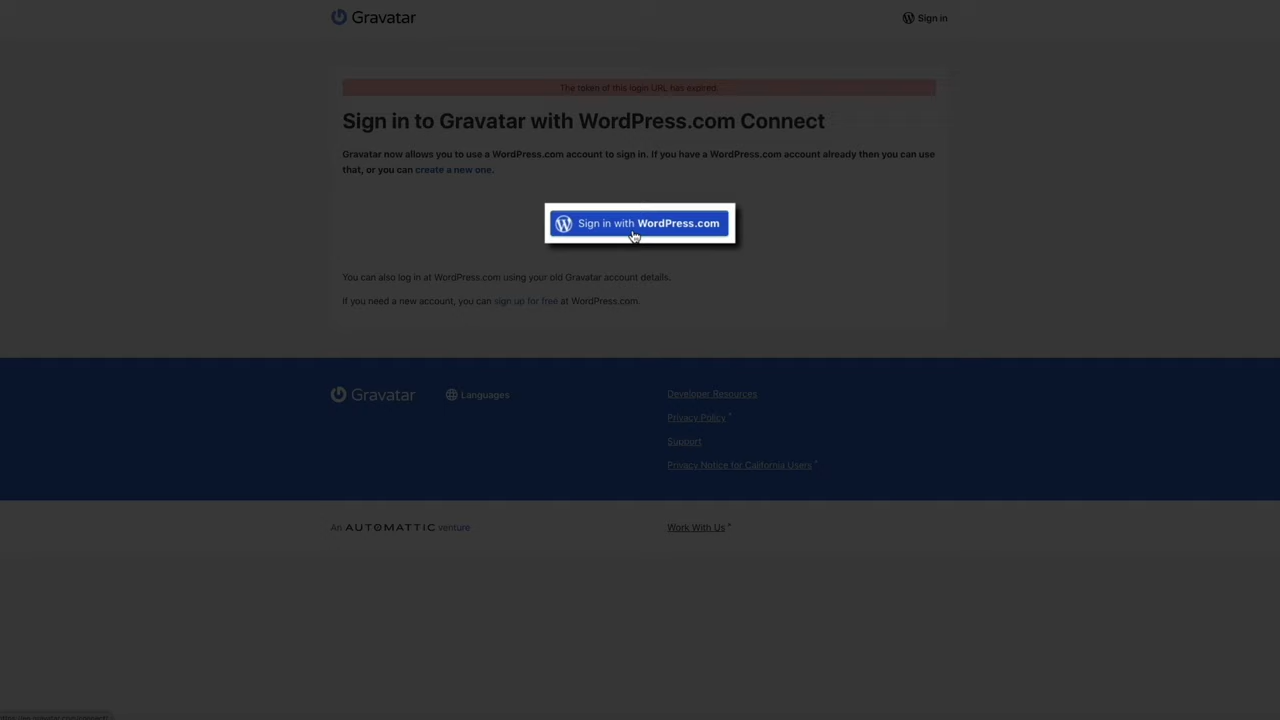 Gravatar
Sign in
The token of this login URL has expired.
Sign in to Gravatar with WordPress.com Connect
Gravatar now allows you to use a WordPress.com account to sign in. If you have a WordPress.com account already then you can use
that, or you can create a new one.
Sign in with WordPress.com
You can also log in at WordPress.com using your old Gravatar account details.
If you need a new account, you can sign up for free at WordPress.com.
Gravatar
Languages
Developer Resources
Privacy Policy *
Support
Privacy Notice for California Users *
An AUTOMATTIC venture
Work With Us *